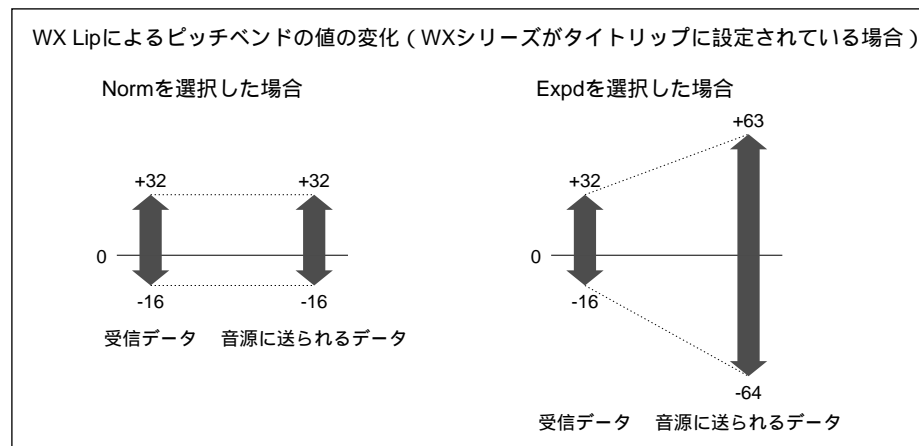 WX Lipによるピッチベンドの値の変化（WXシリーズがタイトリップに設定されている場合）
Normを選択した場合
+32 +32
0
-16 -16
受信データ 音源に送られるデータ
Expdを選択した場合
+63
+32
0
-16
-64
受信データ 音源に送られるデータ